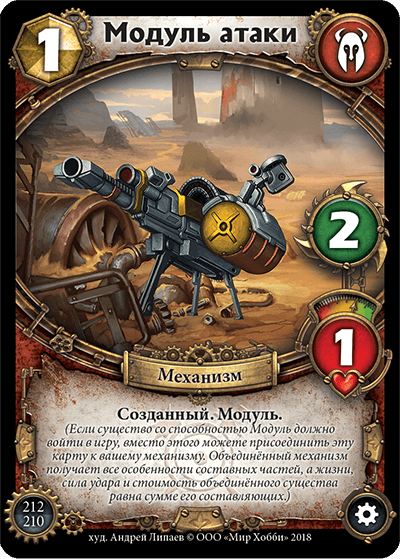 1
Модуль атаки
2
1
Механизм
Созданный. Модуль.
(Если существо со способностью Модуль должно
войти в игру, вместо этого можете присоединить эту
карту к вашему механизму. Объединённый механизм
получает все особенности составных частей, а жизни,
сила удара и стоимость объединённого существа
равна сумме его составляющих.)
212
210
худ. Андрей Липаев © ООО «Мир Хобби» 2018